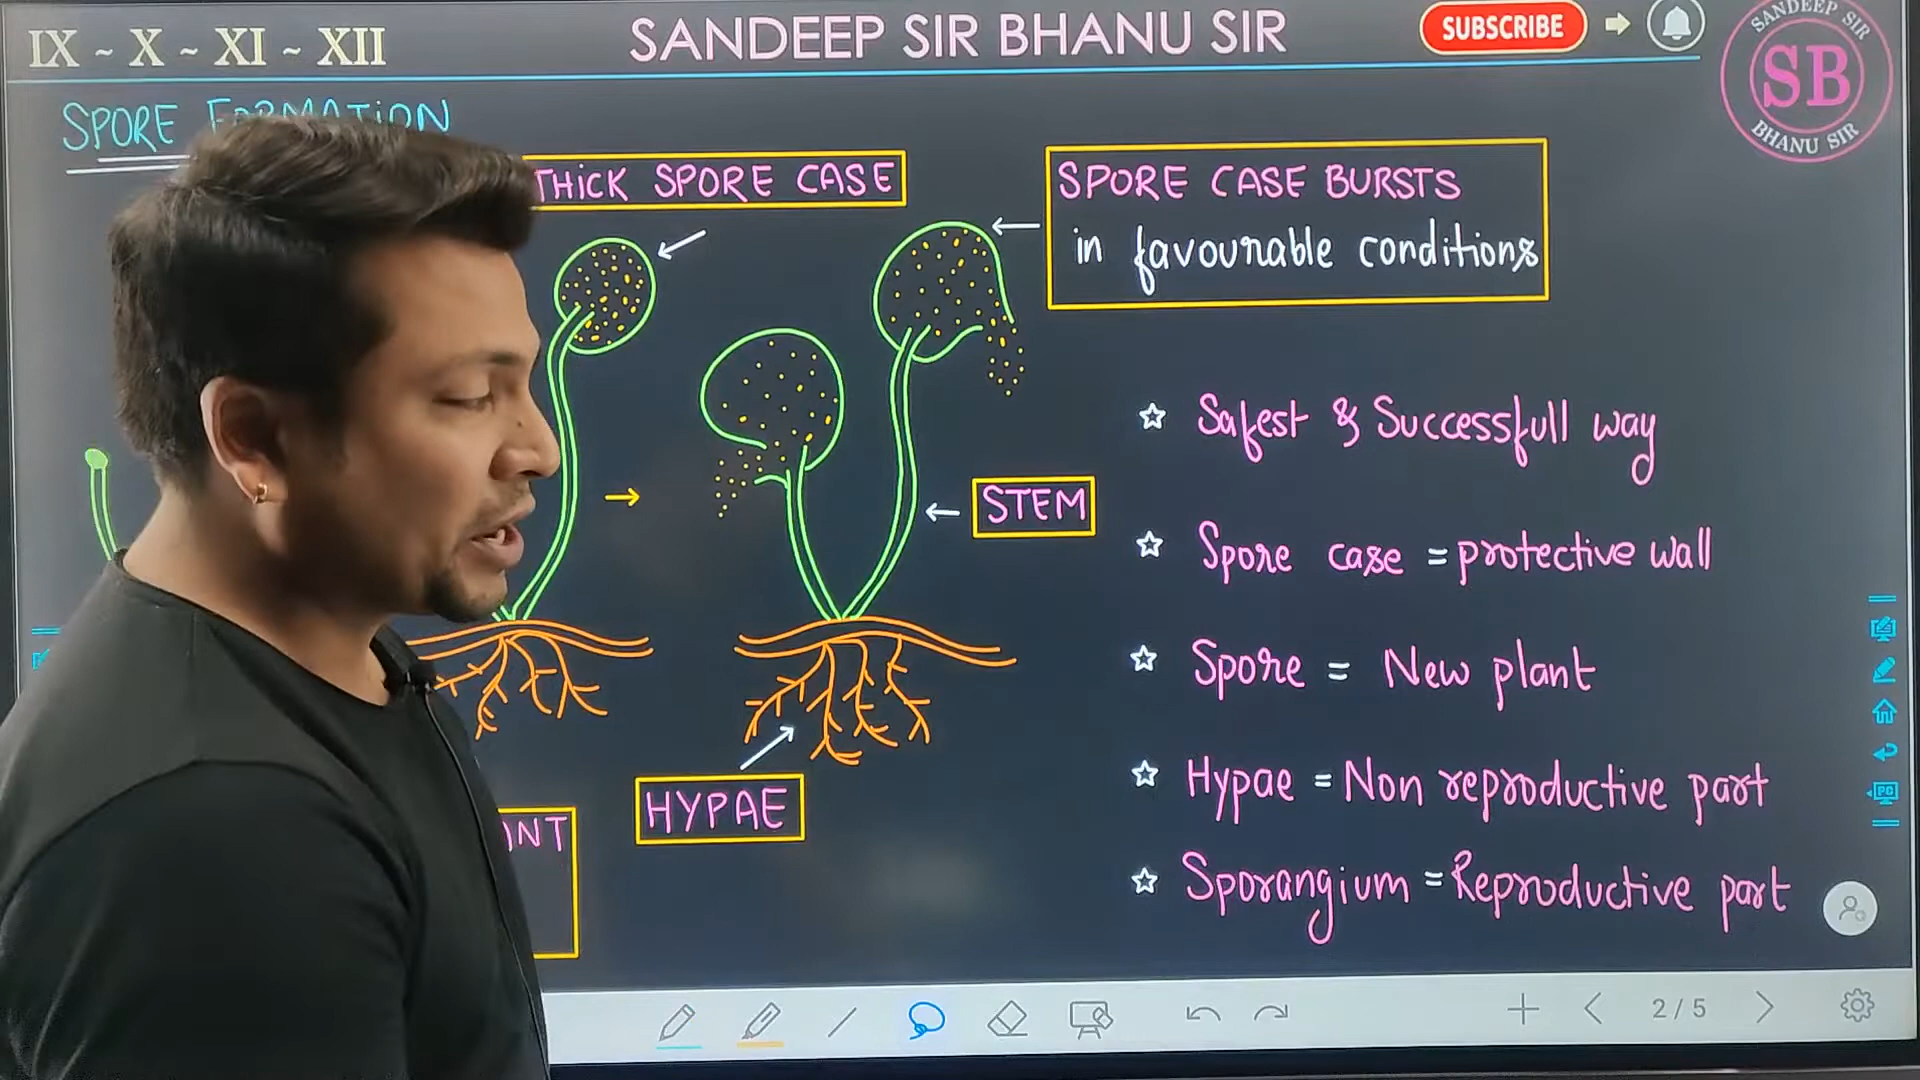 IX ~ X ~ XI ~ XII
SANDEEP SIR BHANU SIR
SUBSCRIBE
SANDEEP SIR
SB
BHANU SIR
SPORE FORMATION
THICK SPORE CASE
SPORE CASE BURSTS
in favourable conditions
Safest & Successfull way
STEM
Spore case = protective wall
Spore = New plant
HYPAE
Hypae = Non reproductive part
Sporangium = Reproductive part
PC
2 / 5